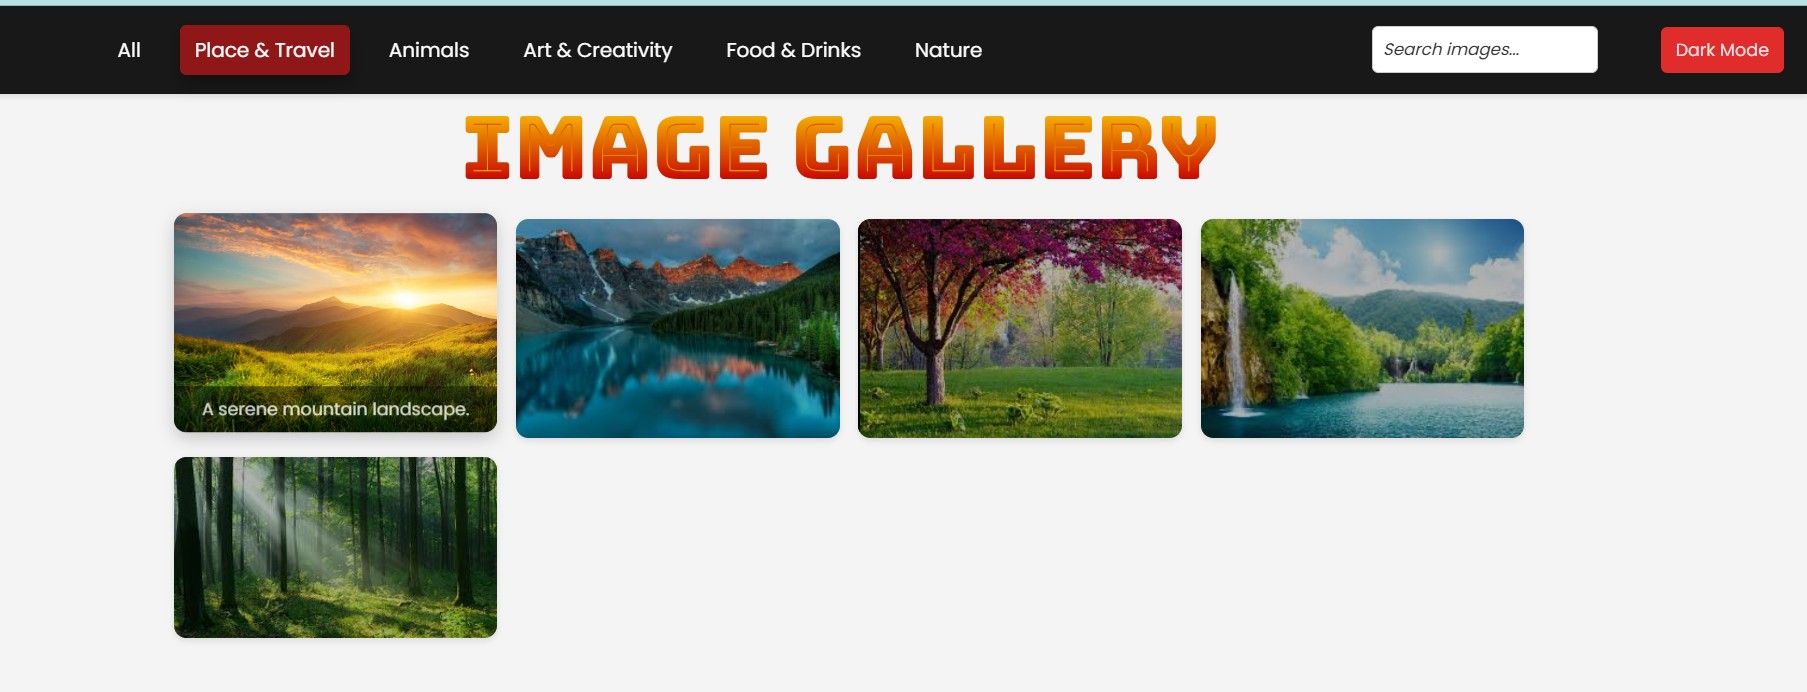 All
Place & Travel
Animals
Art & Creativity
Food & Drinks
Nature
Search images...
Dark Mode
IMAGE GALLERY
A serene mountain landscape.